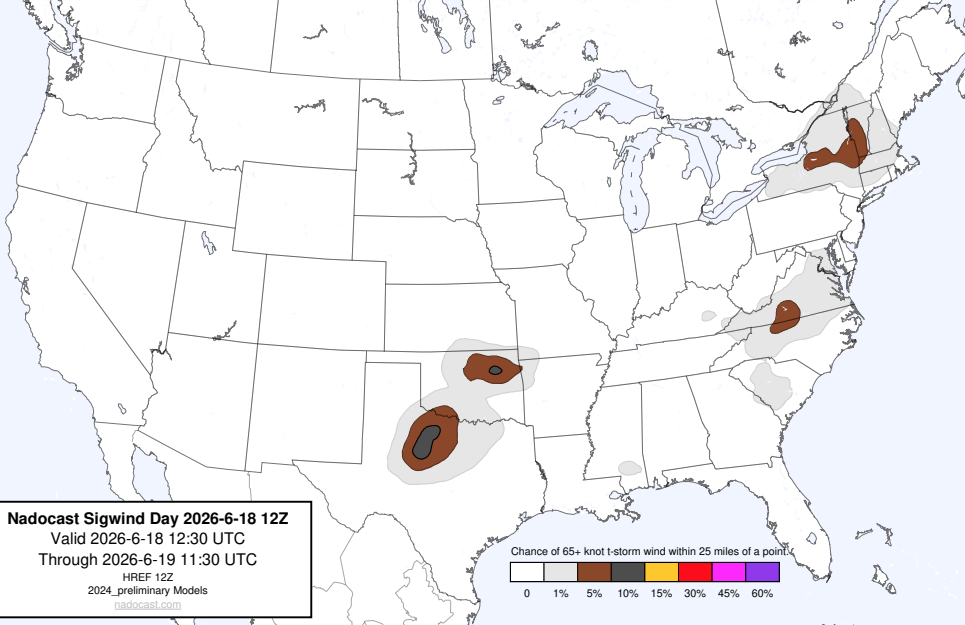 Nadocast Sigwind Day 2026-6-18 12Z
Valid 2026-6-18 12:30 UTC
Through 2026-6-19 11:30 UTC
HREF 12Z
2024_preliminary Models
nadocast.com
Chance of 65+ knot t-storm wind within 25 miles of a point.
0 1% 5% 10% 15% 30% 45% 60%